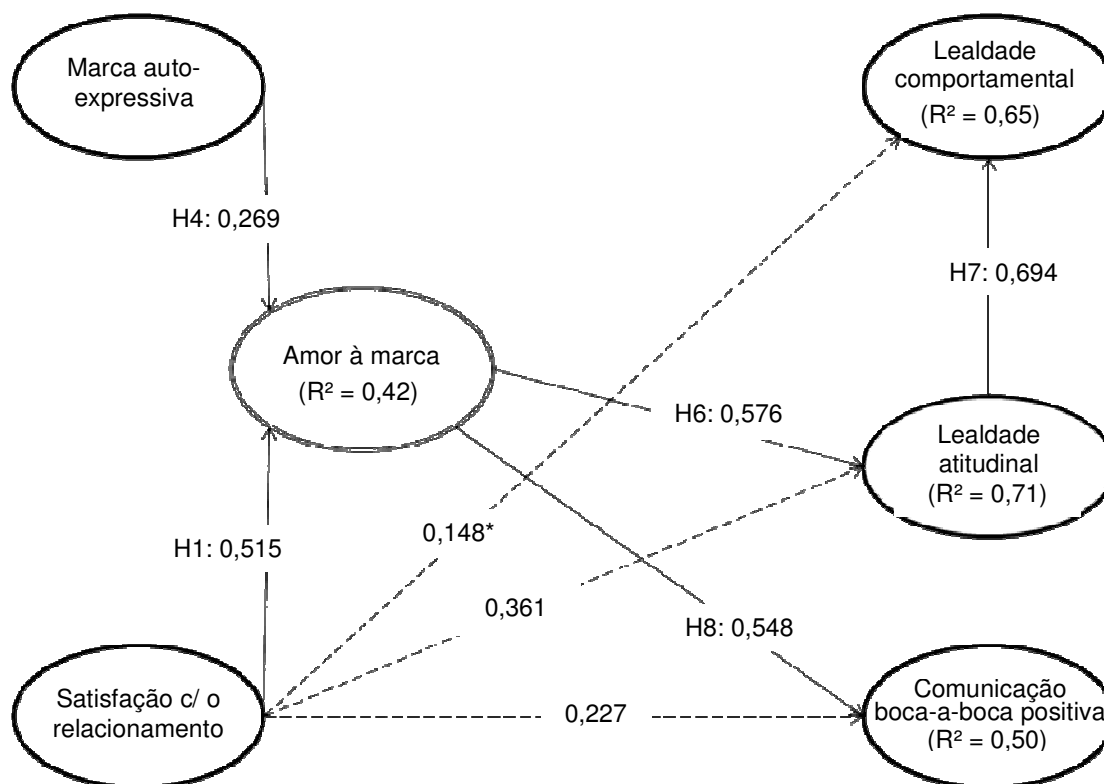 Marca auto-
expressiva
Lealdade
comportamental
(R² = 0,65)
H4: 0,269
H7: 0,694
Amor à marca
(R² = 0,42)
H6: 0,576
Lealdade
atitudinal
(R² = 0,71)
H1: 0,515
0,148*
0,361
H8: 0,548
Satisfação c/ o
relacionamento
0,227
Comunicação
boca-a-boca positiva
(R² = 0,50)